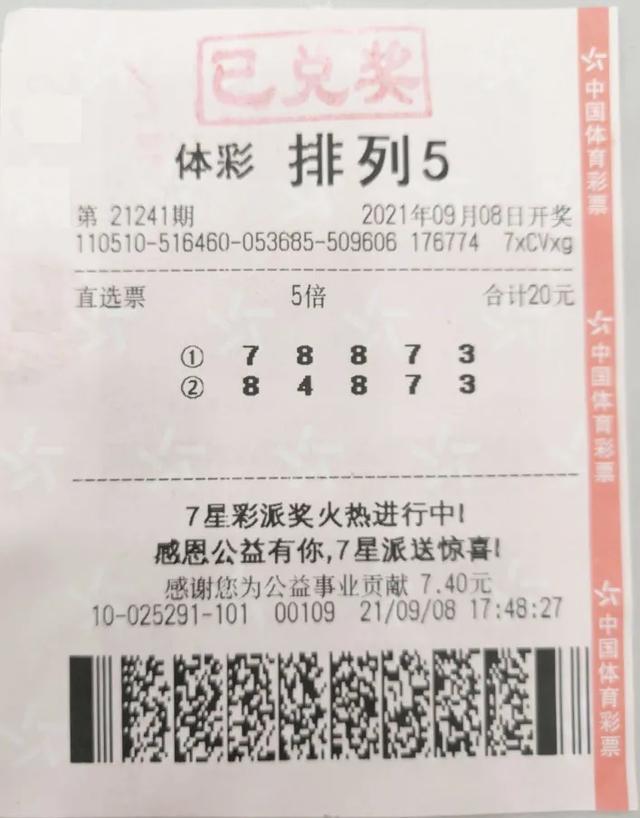 已兑奖
体彩 排列5
第 21241期 2021年09月08日开奖
110510-516460-053685-509606 176774 7xCVxg
直选票 5倍 合计20元
① 7 8 8 7 3
② 8 4 8 7 3
7星彩派奖火热进行中!
感恩公益有你,7星派送惊喜!
感谢您为公益事业贡献 7.40元
10-025291-101 00109 21/09/08 17:48:27
中国体育彩票
中国体育彩票
中国体育彩票